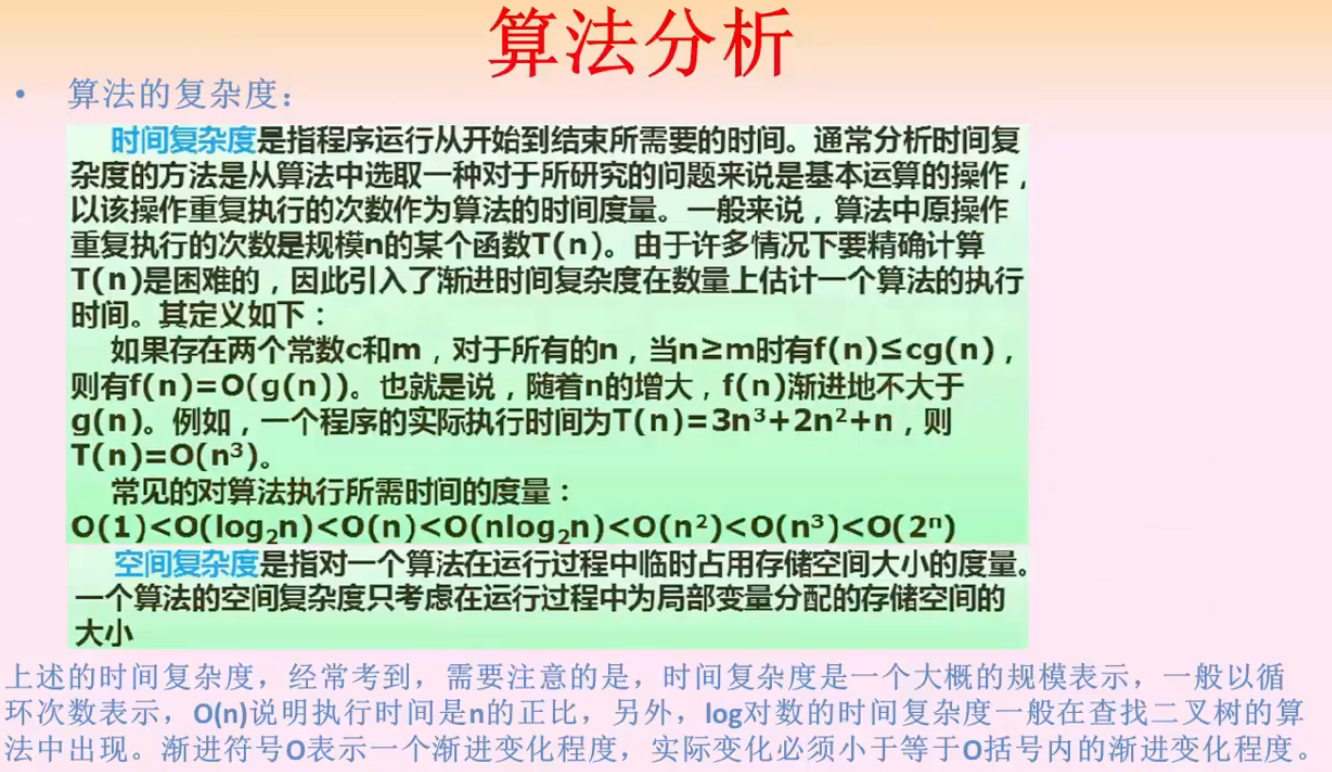 算法分析
• 算法的复杂度：
时间复杂度是指程序运行从开始到结束所需要的时间。通常分析时间复
杂度的方法是从算法中选取一种对于所研究的问题来说是基本运算的操作，
以该操作重复执行的次数作为算法的时间度量。一般来说，算法中原操作
重复执行的次数是规模n的某个函数T(n)。由于许多情况下要精确计算
T(n)是困难的，因此引入了渐进时间复杂度在数量上估计一个算法的执行
时间。其定义如下：
如果存在两个常数c和m，对于所有的n，当n≥m时有f(n)≤cg(n)，
则有f(n)=O(g(n))。也就是说，随着n的增大，f(n)渐进地不大于
g(n)。例如，一个程序的实际执行时间为T(n)=3n³+2n²+n，则
T(n)=O(n³)。
常见的对算法执行所需时间的度量：
O(1)<O(log₂n)<O(n)<O(nlog₂n)<O(n²)<O(n³)<O(2ⁿ)
空间复杂度是指对一个算法在运行过程中临时占用存储空间大小的度量。
一个算法的空间复杂度只考虑在运行过程中为局部变量分配的存储空间的
大小
上述的时间复杂度，经常考到，需要注意的是，时间复杂度是一个大概的规模表示，一般以循
环次数表示，O(n)说明执行时间是n的正比，另外，log对数的时间复杂度一般在查找二叉树的算
法中出现。渐进符号O表示一个渐进变化程度，实际变化必须小于等于O括号内的渐进变化程度。